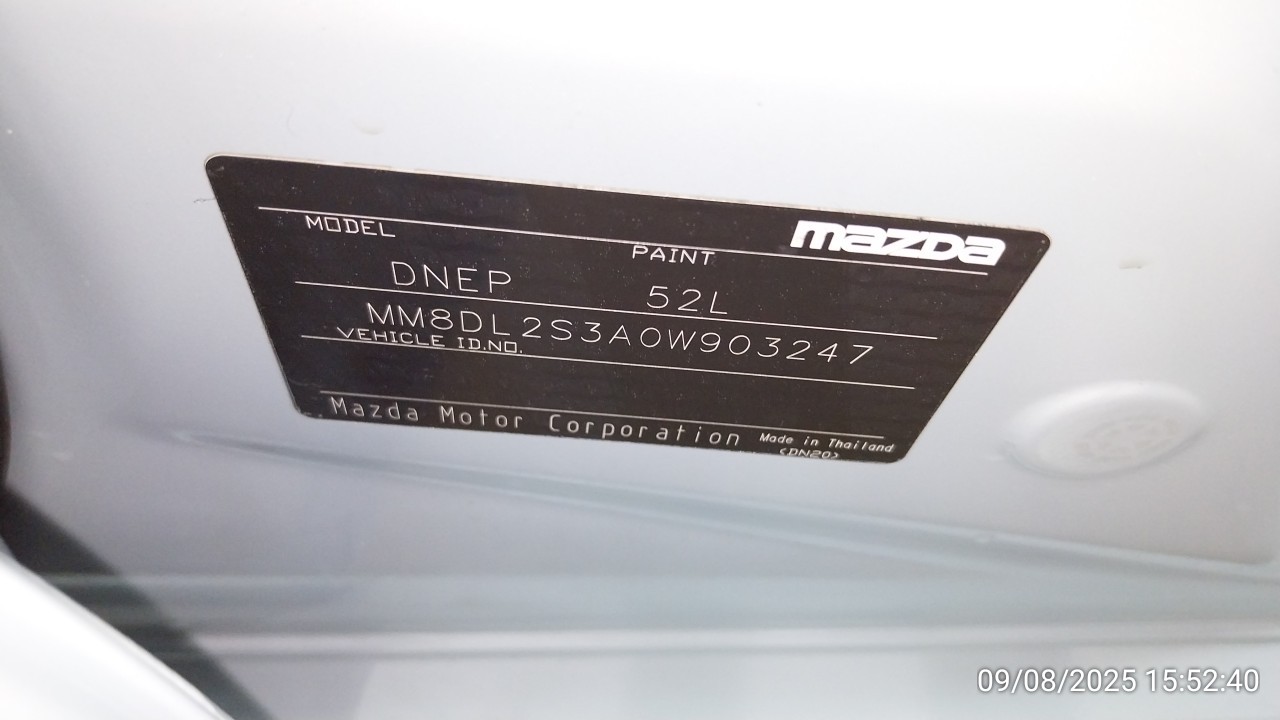 mazda
MODEL PAINT
DNEP 52L
MM8DL2S3A0W903247
VEHICLE ID.NO.
Mazda Motor Corporation Made in Thailand
(DN20)
09/08/2025 15:52:40